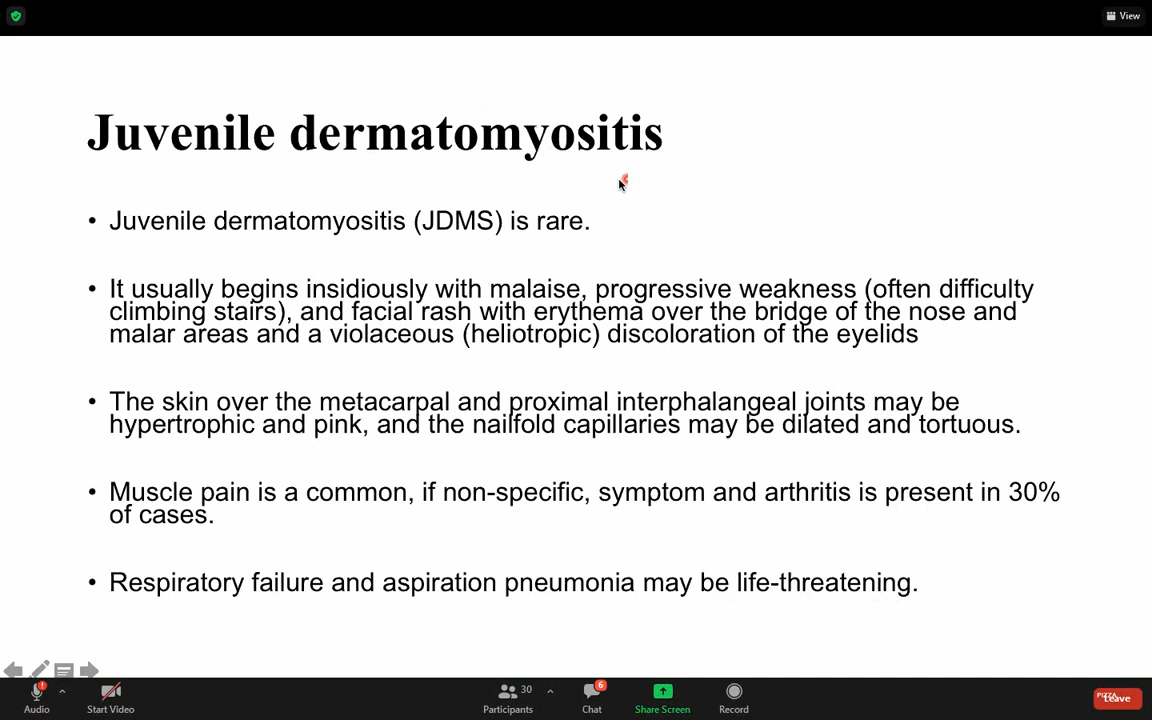 View
Juvenile dermatomyositis
• Juvenile dermatomyositis (JDMS) is rare.
• It usually begins insidiously with malaise, progressive weakness (often difficulty
climbing stairs), and facial rash with erythema over the bridge of the nose and
malar areas and a violaceous (heliotropic) discoloration of the eyelids
• The skin over the metacarpal and proximal interphalangeal joints may be
hypertrophic and pink, and the nailfold capillaries may be dilated and tortuous.
• Muscle pain is a common, if non-specific, symptom and arthritis is present in 30%
of cases.
• Respiratory failure and aspiration pneumonia may be life-threatening.
Audio
Start Video
30
Participants
6
Chat
Share Screen
Record
PIZZA
Leave